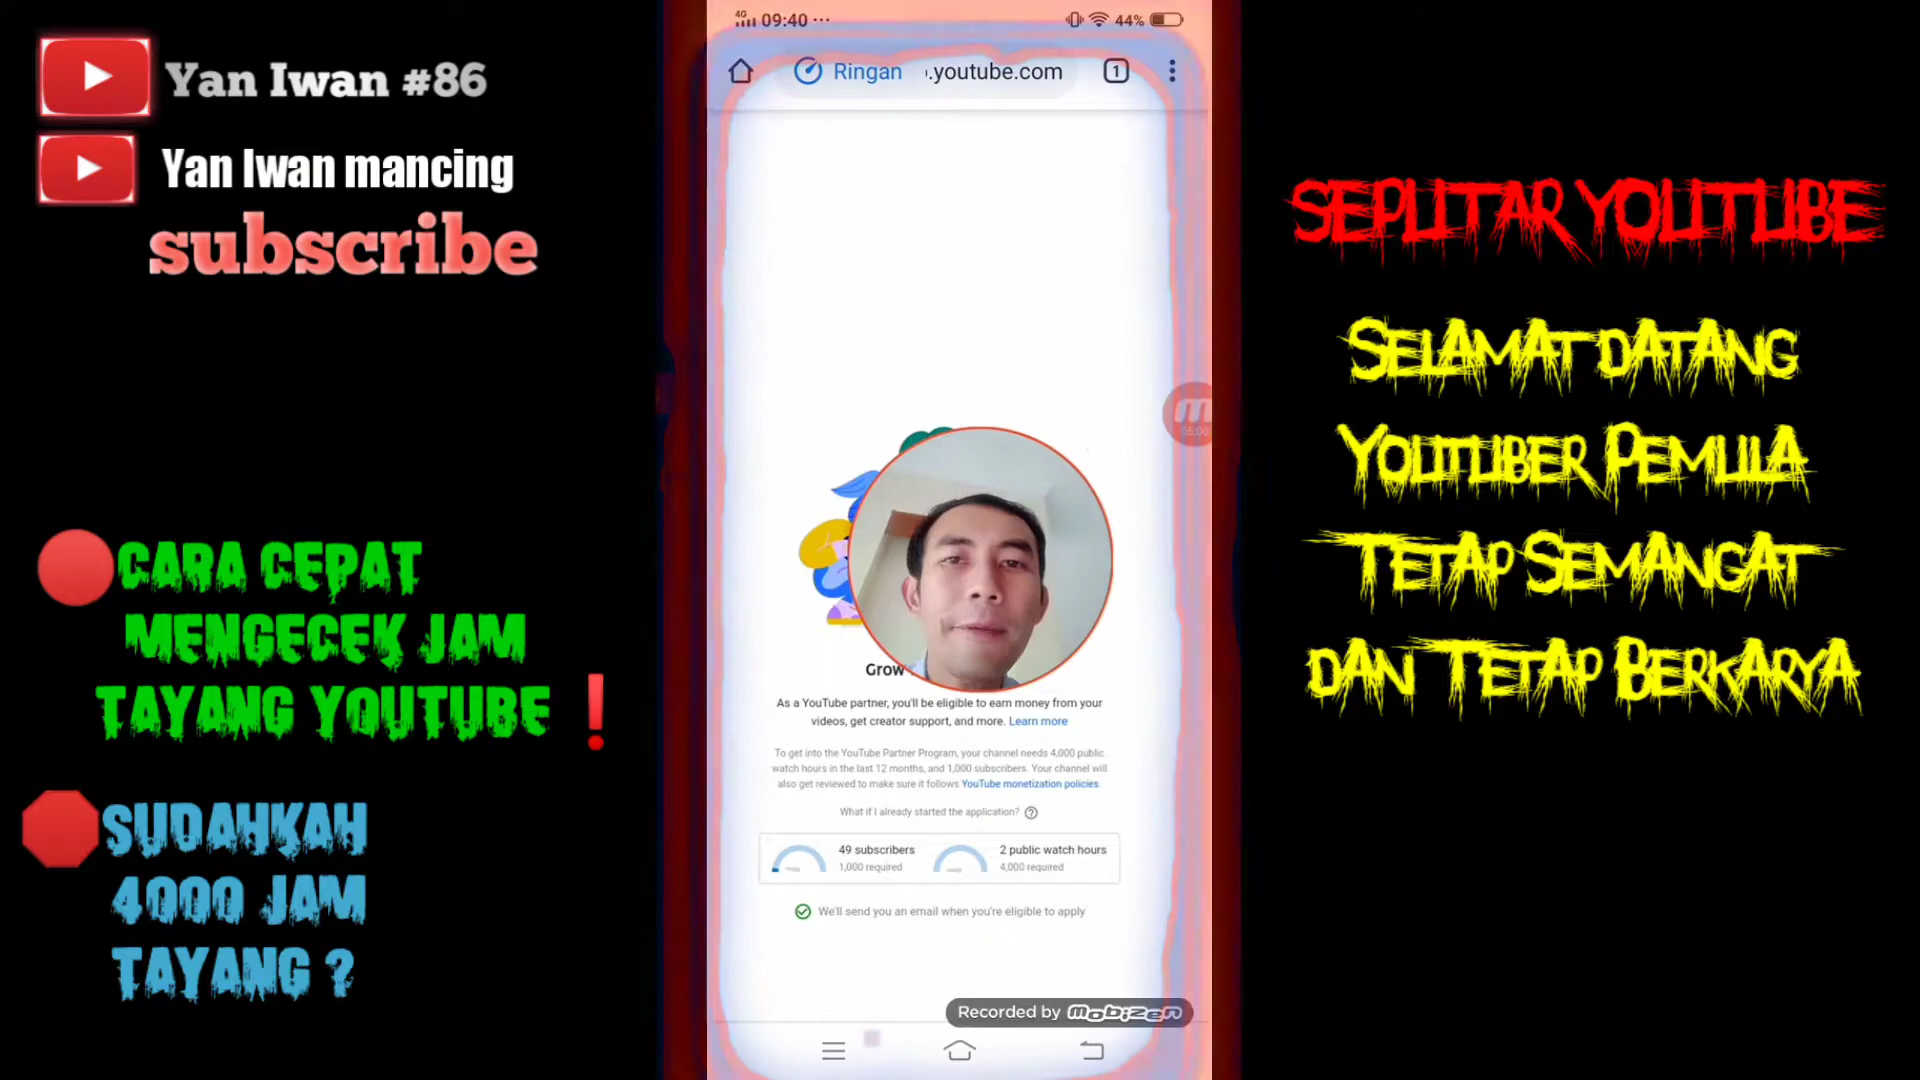 Yan Iwan #86
Yan Iwan mancing
subscribe
CARA CEPAT
MENGECEK JAM
TAYANG YOUTUBE
SUDAHKAH
4000 JAM
TAYANG ?
4G 09:40 ... 44%
Ringan .youtube.com 1
M
05:00
Grow
As a YouTube partner, you'll be eligible to earn money from your
videos, get creator support, and more. Learn more
To get into the YouTube Partner Program, your channel needs 4,000 public
watch hours in the last 12 months, and 1,000 subscribers. Your channel will
also get reviewed to make sure it follows YouTube monetization policies.
What if I already started the application? ?
49 subscribers 2 public watch hours
1,000 required 4,000 required
We'll send you an email when you're eligible to apply
Recorded by mobizen
SEPUTAR YOUTUBE
SELAMAT DATANG
YOUTUBER PEMULA
TETAP SEMANGAT
DAN TETAP BERKARYA